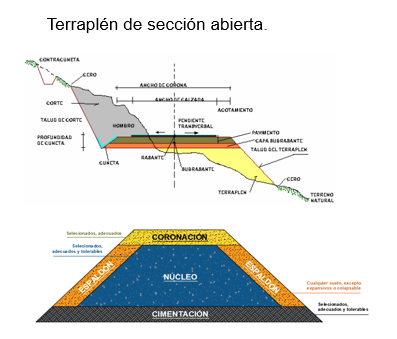 Terraplén de sección abierta.
CONTRACUNETA
CERO
ANCHO DE CORONA
ANCHO DE CALZADA
ACOTAMIENTO
CORTE
TALUD DE CORTE
HOMBRO
PENDIENTE
TRANSVERSAL
PROFUNDIDAD
DE CUNETA
PAVIMENTO
CAPA SUBRASANTE
TALUD DEL TERRAPLEN
CUNETA
RASANTE
SUBRASANTE
TERRAPLEN
CERO
TERRENO
NATURAL
Seleccionados, adecuados
CORONACIÓN
Seleccionados,
adecuados y tolerables
ESPALDÓN
NÚCLEO
ESPALDÓN
Cualquier suelo, excepto
expansivos o colapsable
Seleccionados,
adecuados y tolerables
CIMENTACIÓN